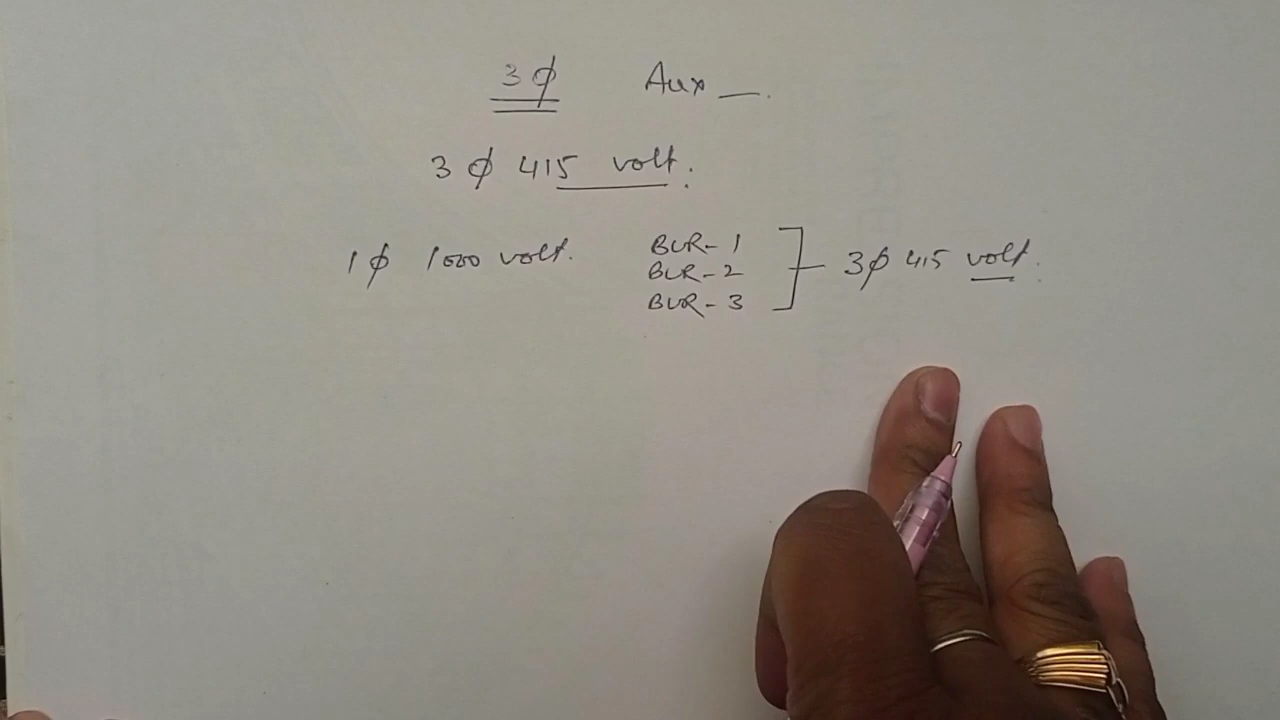 3φ Aux
3φ 415 volt.
1φ 1000 volt. BUR-1
BUR-2
BUR-3
3φ 415 volt.